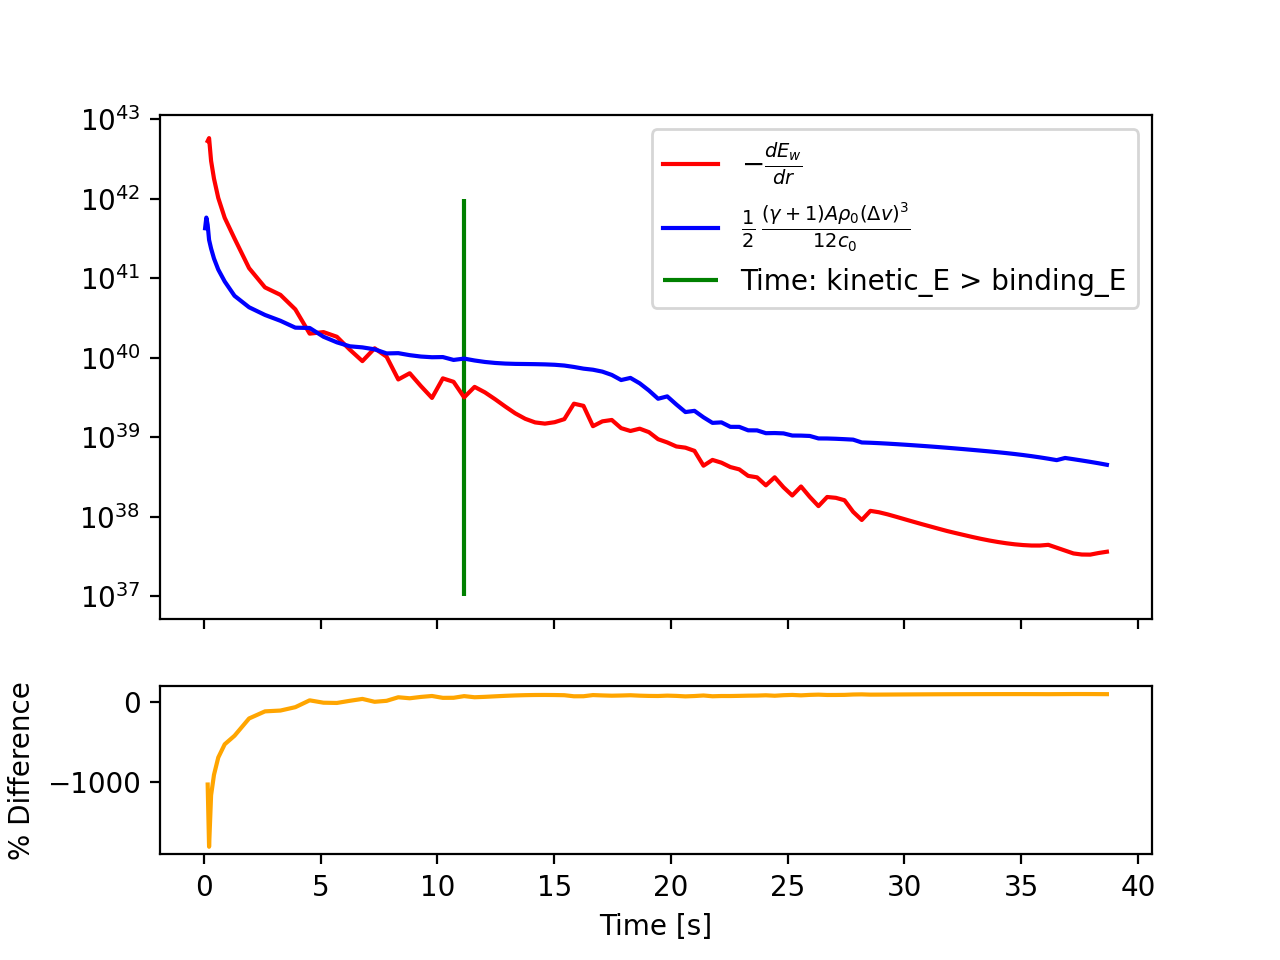 10^43
10^42
10^41
10^40
10^39
10^38
10^37
−dE_w/dr
1/2 (γ + 1)Aρ_0(Δv)^3/12c_0
Time: kinetic_E > binding_E
% Difference
0
−1000
0 5 10 15 20 25 30 35 40
Time [s]